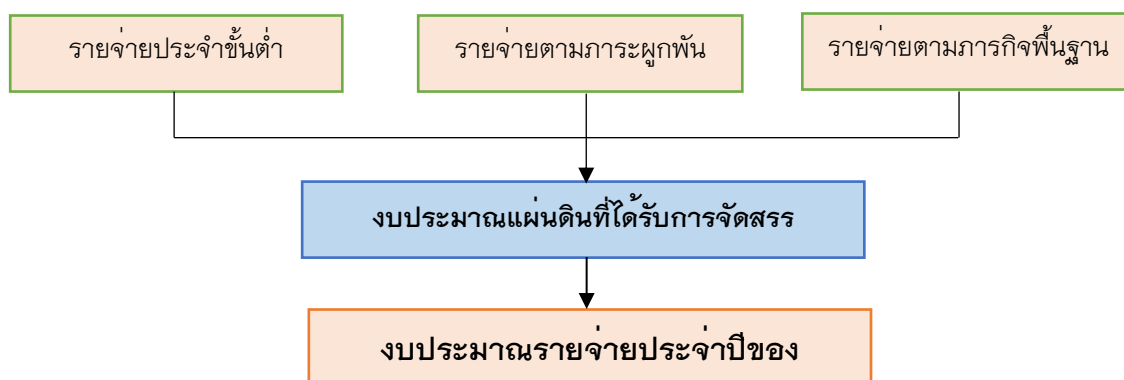 รายจ่ายประจำขั้นต่ำ
รายจ่ายตามภาระผูกพัน
รายจ่ายตามภารกิจพื้นฐาน
งบประมาณแผ่นดินที่ได้รับการจัดสรร
งบประมาณรายจ่ายประจำปีของ